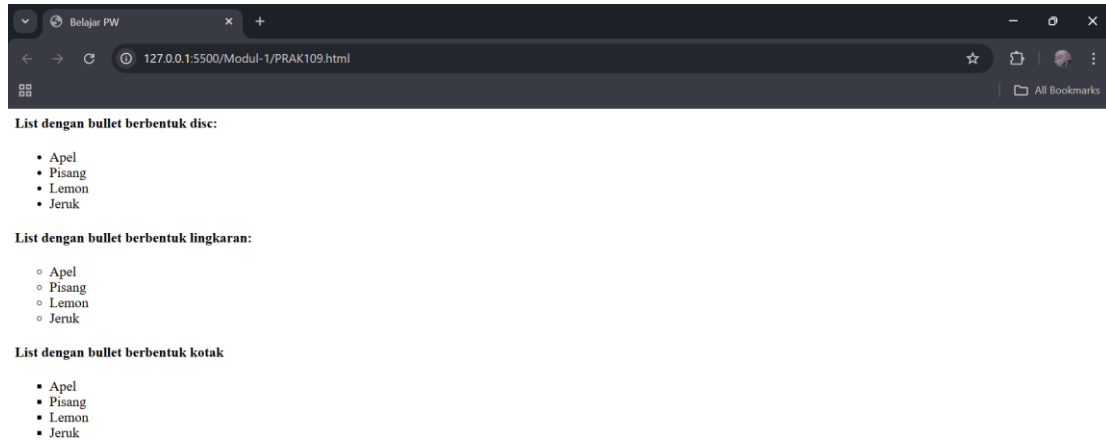 Belajar PW
127.0.0.1:5500/Modul-1/PRAK109.html
All Bookmarks
List dengan bullet berbentuk disc:
• Apel
• Pisang
• Lemon
• Jeruk
List dengan bullet berbentuk lingkaran:
◦ Apel
◦ Pisang
◦ Lemon
◦ Jeruk
List dengan bullet berbentuk kotak
▪ Apel
▪ Pisang
▪ Lemon
▪ Jeruk